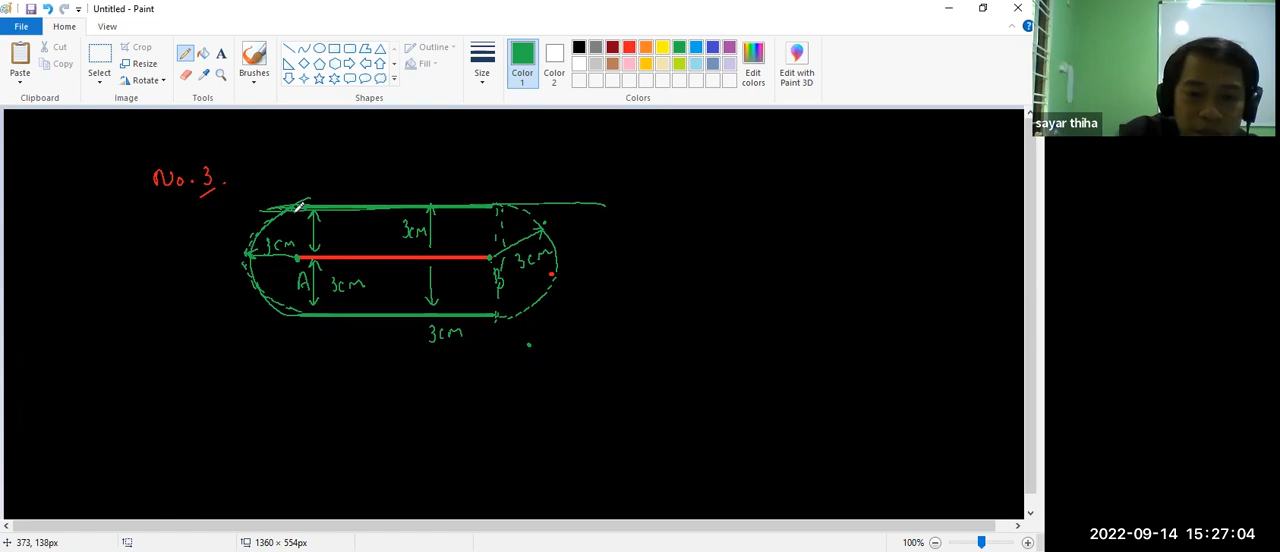 Untitled - Paint
File Home View
Paste Cut Copy Select Crop Resize Rotate A Brushes Outline Fill Size Color 1 Color 2 Edit colors Edit with Paint 3D
Clipboard Image Tools Shapes Colors
sayar thiha
No. 3.
3cm
3cm
3cm
A 3cm B
3cm
373, 138px 1360 × 554px 100%
2022-09-14 15:27:04